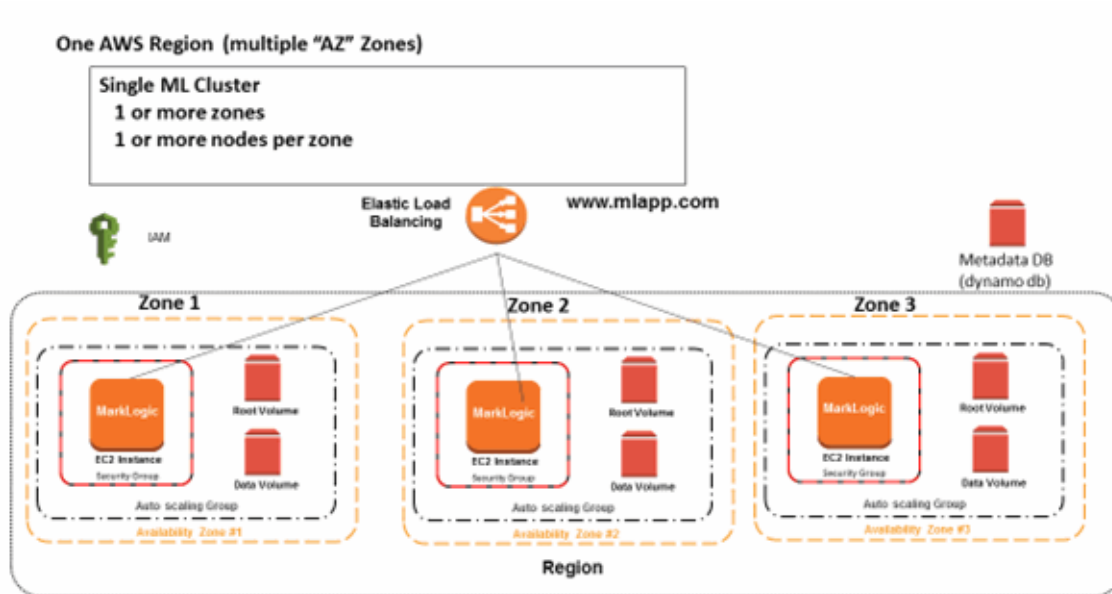 One AWS Region (multiple “AZ” Zones)
Single ML Cluster
1 or more zones
1 or more nodes per zone
Elastic Load
Balancing
www.mlapp.com
IAM
Metadata DB
(dynamo db)
Zone 1
Zone 2
Zone 3
MarkLogic
EC2 Instance
Security Group
Root Volume
Data Volume
Auto scaling Group
Availability Zone #1
MarkLogic
EC2 Instance
Security Group
Root Volume
Data Volume
Auto scaling Group
Availability Zone #2
MarkLogic
EC2 Instance
Security Group
Root Volume
Data Volume
Auto scaling Group
Availability Zone #3
Region